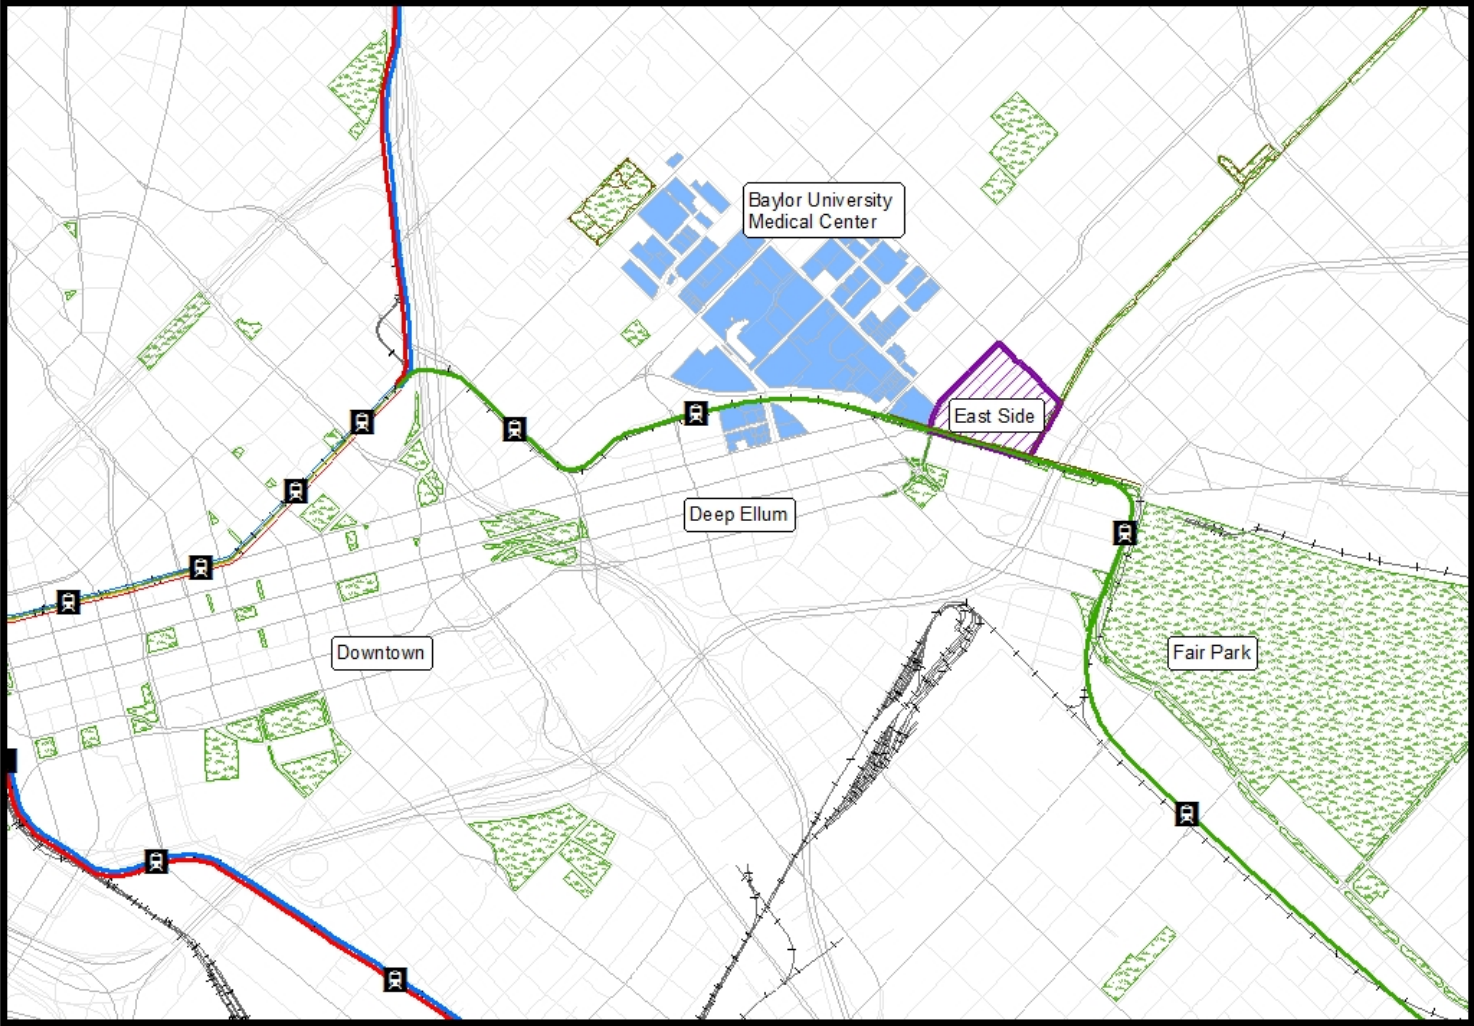 Baylor University
Medical Center
East Side
Deep Ellum
Downtown
Fair Park